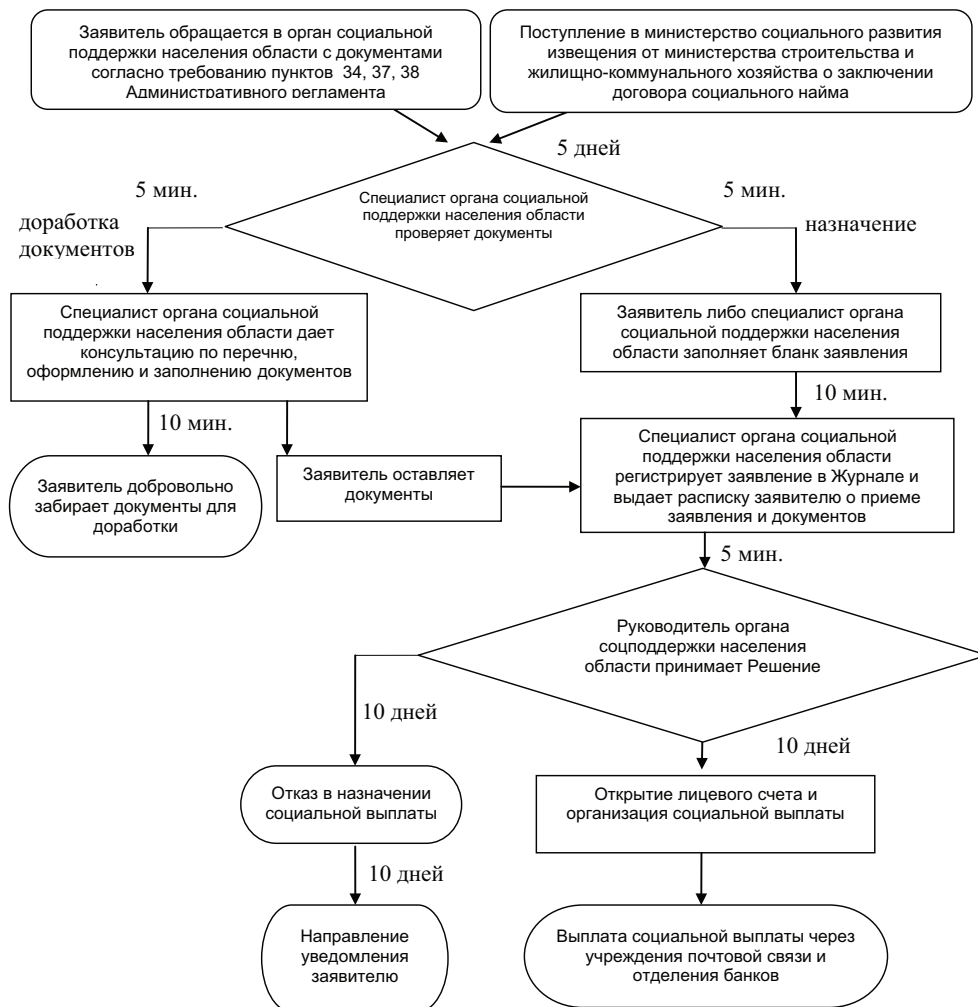 Заявитель обращается в орган социальной
поддержки населения области с документами
согласно требованию пунктов 34, 37, 38
Административного регламента
Поступление в министерство социального развития
извещения от министерства строительства и
жилищно-коммунального хозяйства о заключении
договора социального найма
5 дней
5 мин.
Специалист органа социальной
поддержки населения области
проверяет документы
5 мин.
доработка
документов
назначение
Специалист органа социальной
поддержки населения области дает
консультацию по перечню,
оформлению и заполнению документов
Заявитель либо специалист органа
социальной поддержки населения
области заполняет бланк заявления
10 мин.
10 мин.
Заявитель добровольно
забирает документы для
доработки
Заявитель оставляет
документы
Специалист органа социальной
поддержки населения области
регистрирует заявление в Журнале и
выдает расписку заявителю о приеме
заявления и документов
5 мин.
Руководитель органа
соцподдержки населения
области принимает Решение
10 дней
10 дней
Отказ в назначении
социальной выплаты
Открытие лицевого счета и
организация социальной выплаты
10 дней
Направление
уведомления
заявителю
Выплата социальной выплаты через
учреждения почтовой связи и
отделения банков